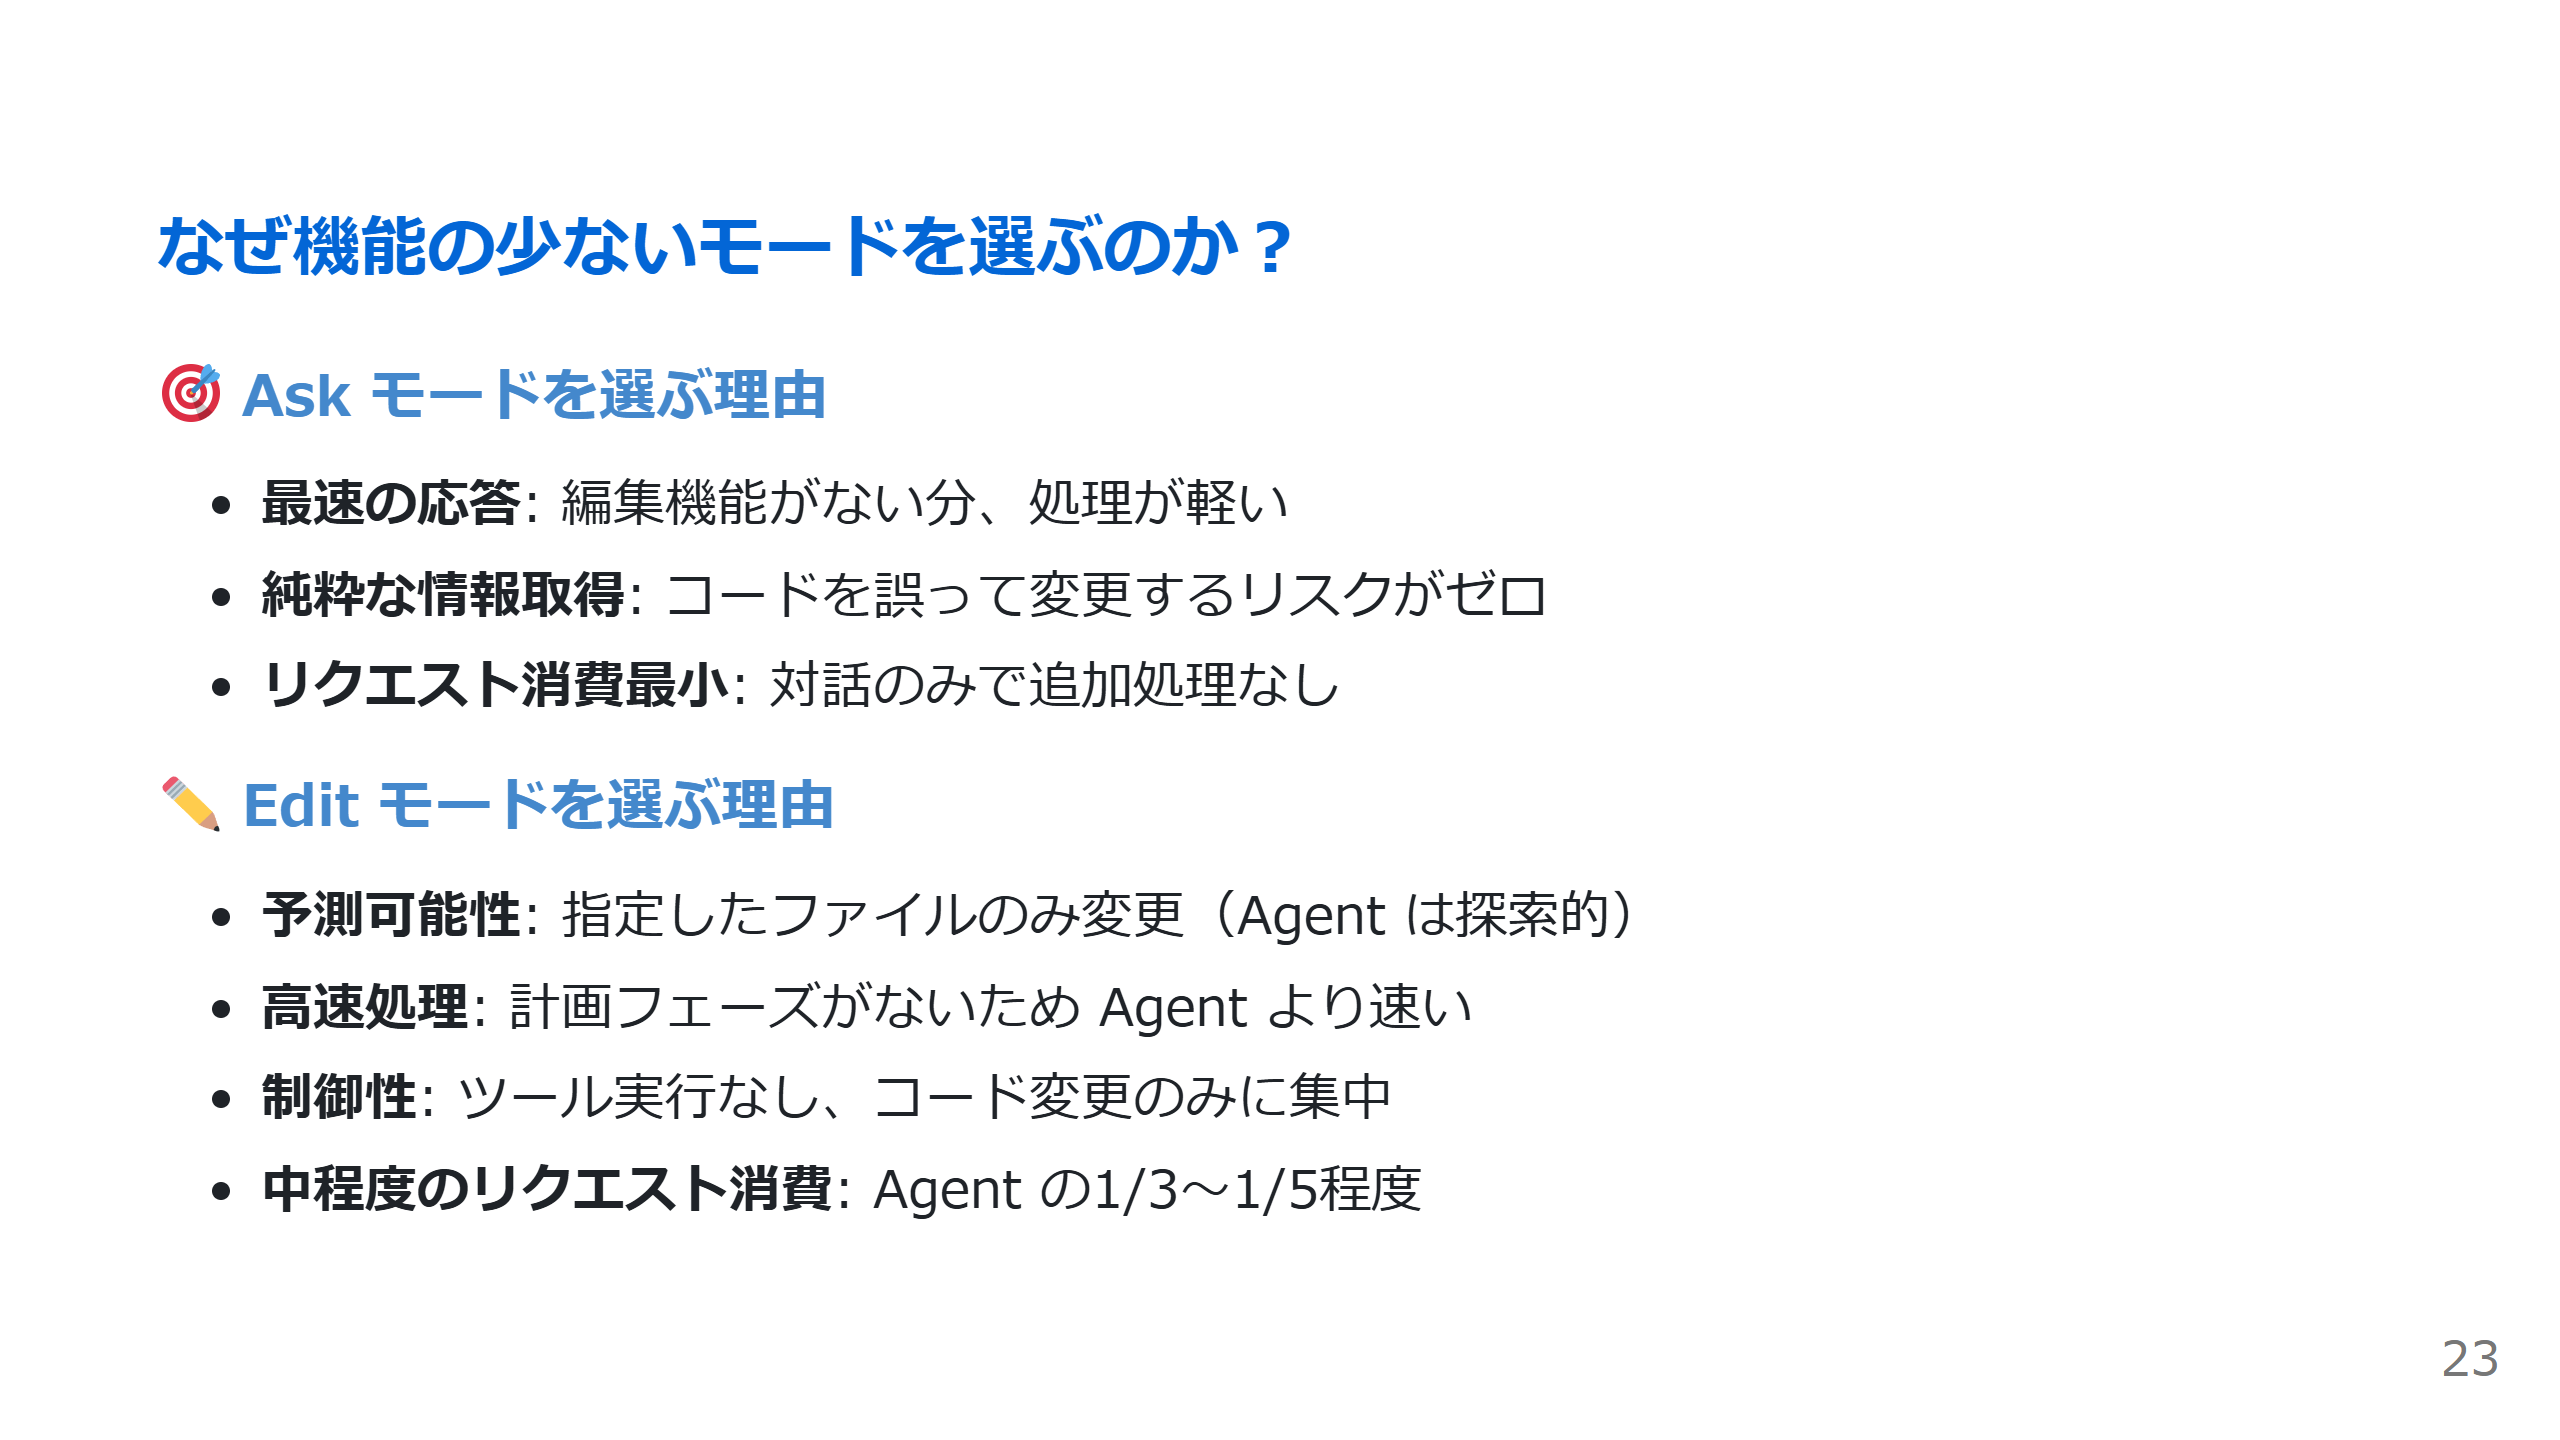 なぜ機能の少ないモードを選ぶのか？
🎯 Ask モードを選ぶ理由
• 最速の応答: 編集機能がない分、処理が軽い
• 純粋な情報取得: コードを誤って変更するリスクがゼロ
• リクエスト消費最小: 対話のみで追加処理なし
✏️ Edit モードを選ぶ理由
• 予測可能性: 指定したファイルのみ変更（Agent は探索的）
• 高速処理: 計画フェーズがないため Agent より速い
• 制御性: ツール実行なし、コード変更のみに集中
• 中程度のリクエスト消費: Agent の1/3〜1/5程度
23